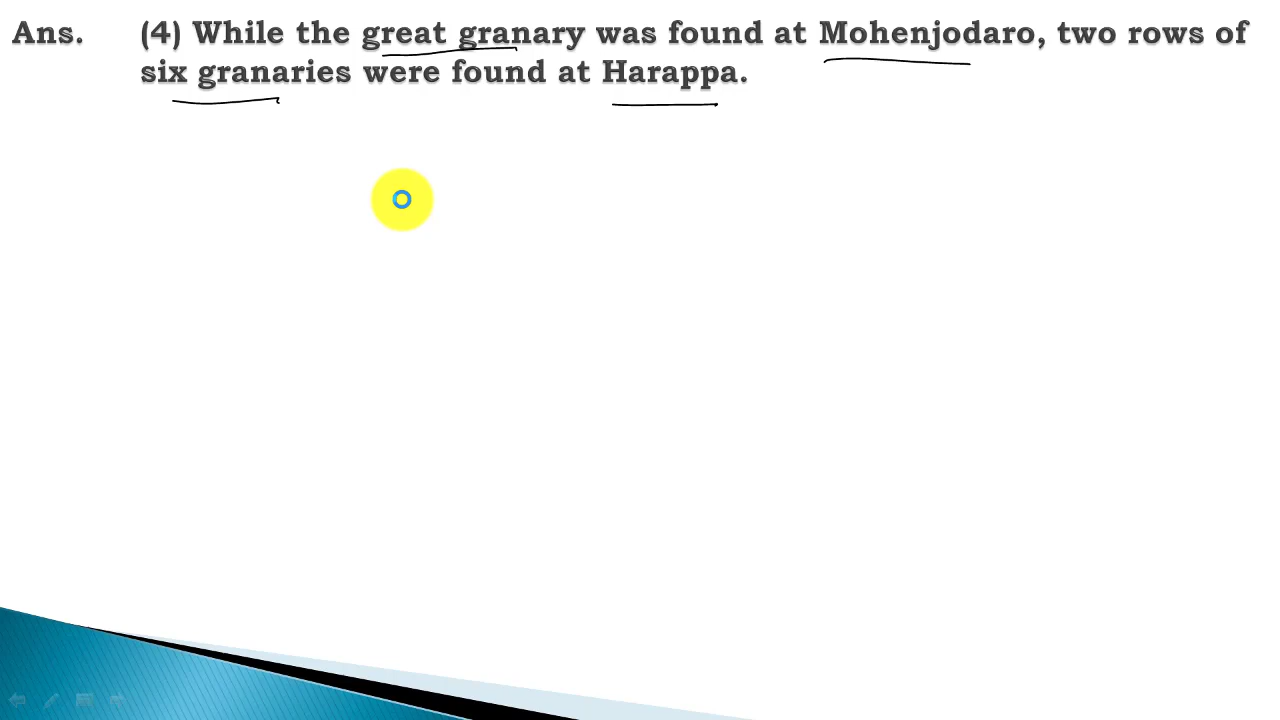 Ans. (4) While the great granary was found at Mohenjodaro, two rows of
six granaries were found at Harappa.